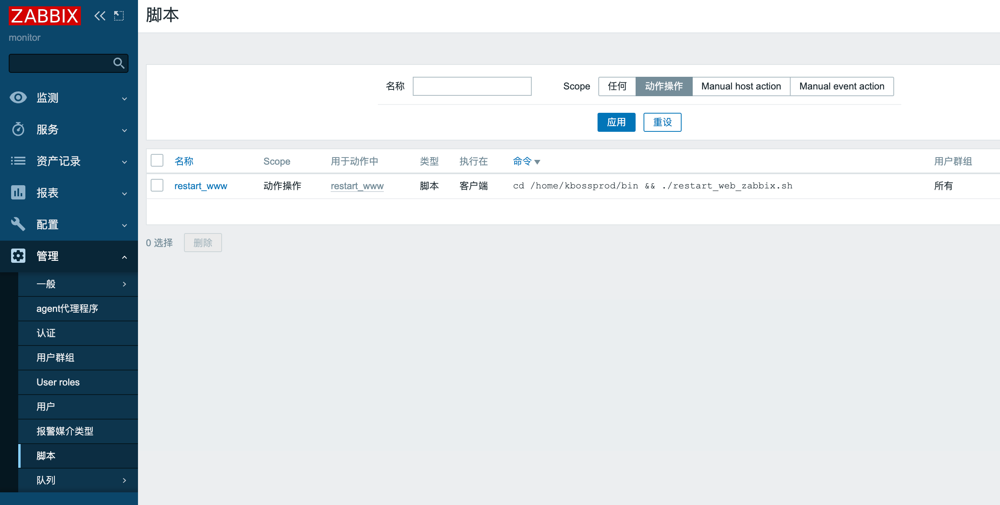 ZABBIX
monitor
监测
服务
资产记录
报表
配置
管理
一般
agent代理程序
认证
用户群组
User roles
用户
报警媒介类型
脚本
队列
脚本
名称 Scope 任何 动作操作 Manual host action Manual event action
应用 重设
名称 Scope 用于动作中 类型 执行在 命令 用户群组
restart_www 动作操作 restart_www 脚本 客户端 cd /home/kbossprod/bin && ./restart_web_zabbix.sh 所有
0 选择 删除